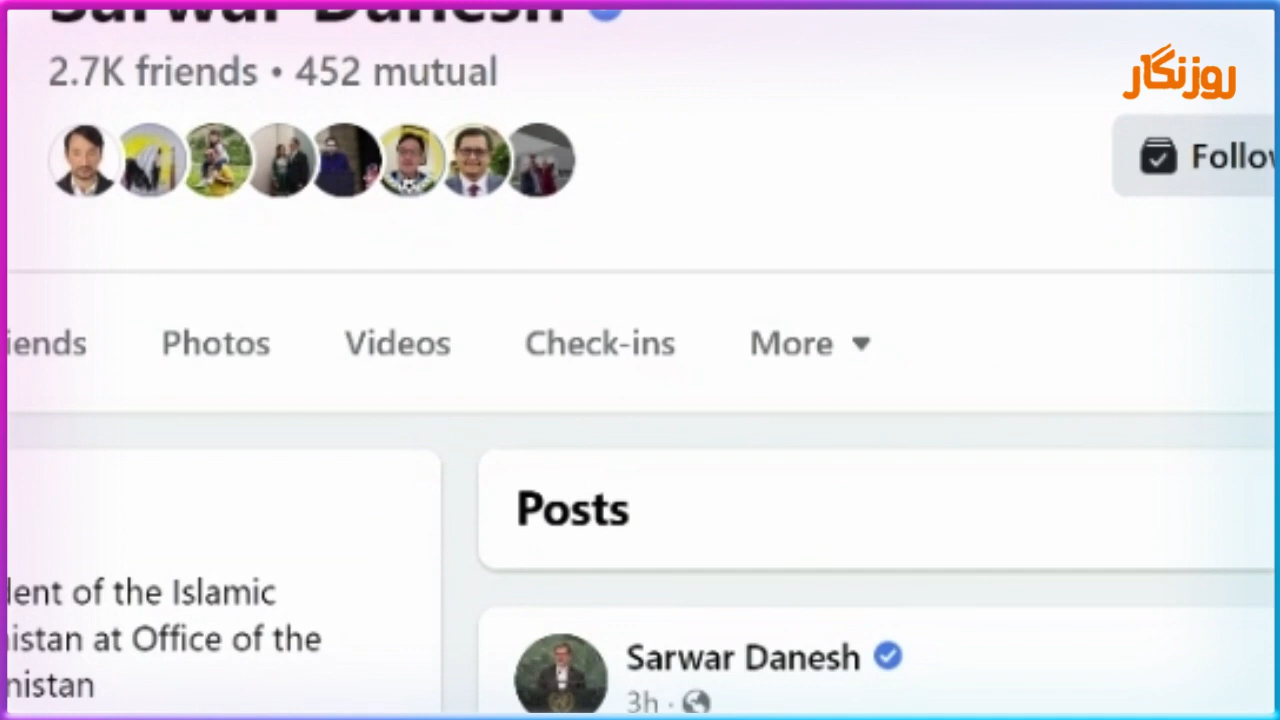 Sarwar Danesh
2.7K friends • 452 mutual
روزنگار
Follow
iends
Photos
Videos
Check-ins
More
Posts
dent of the Islamic
nistan at Office of the
nistan
Sarwar Danesh
3h ·